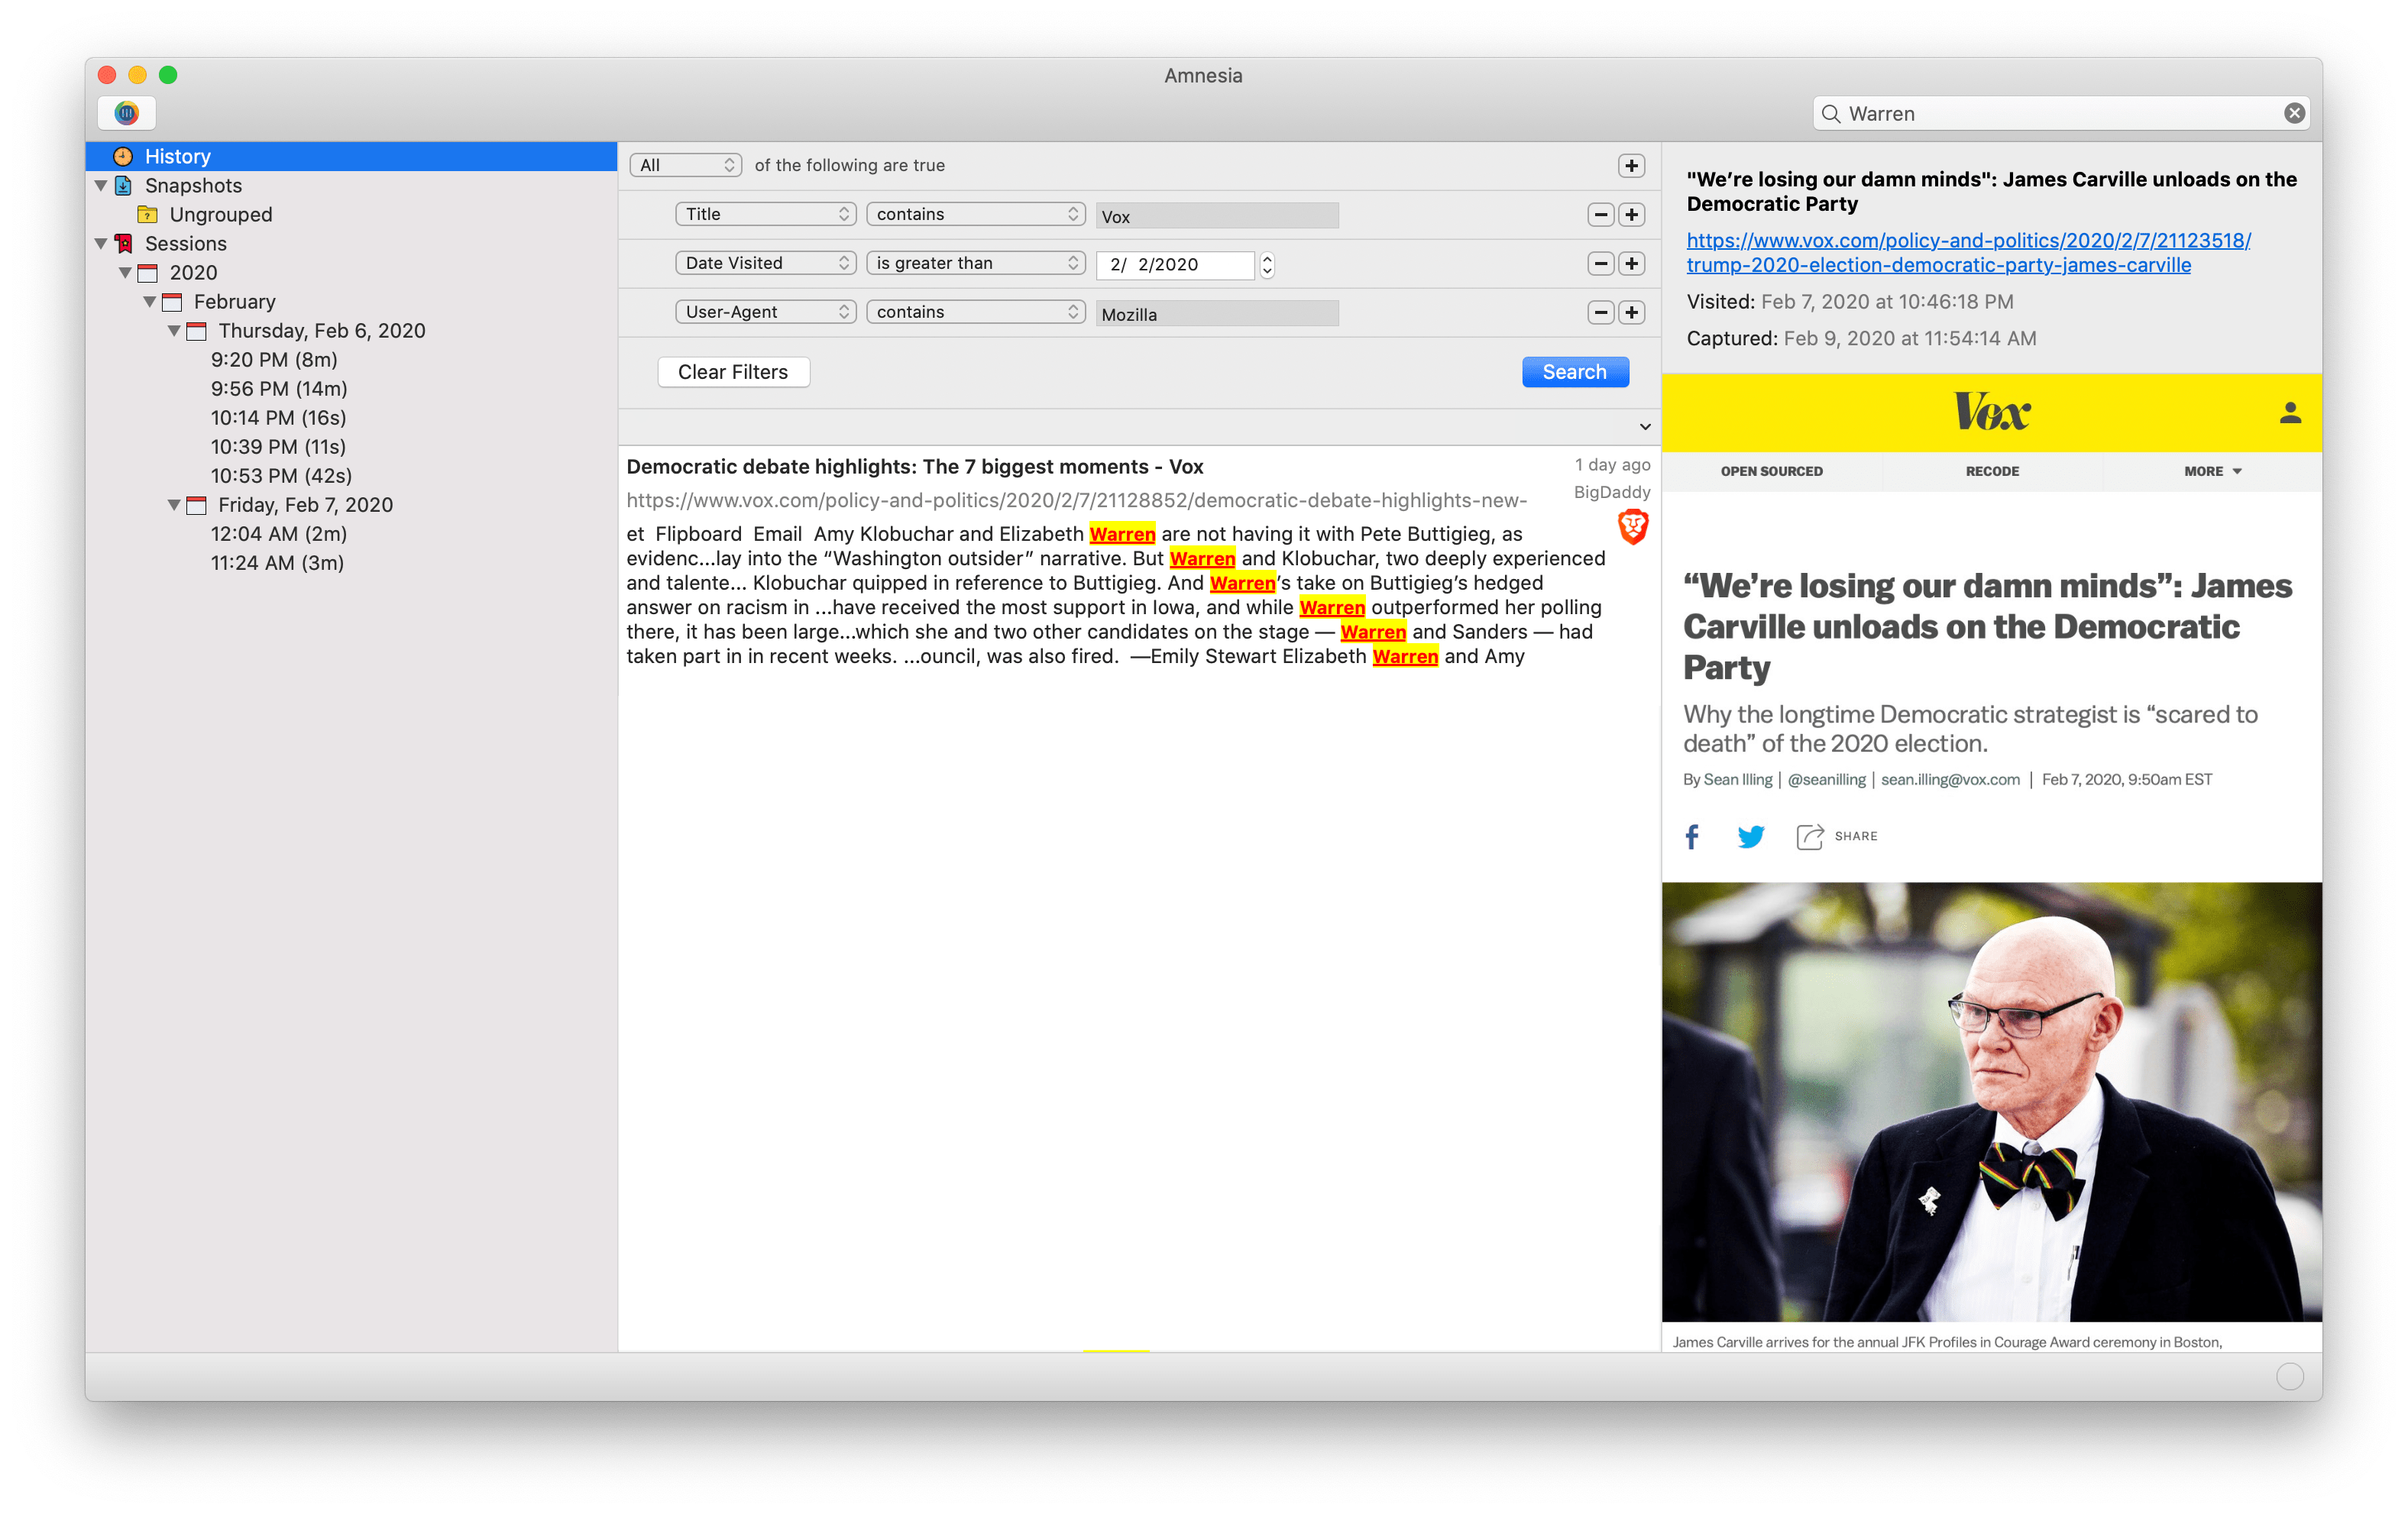 Amnesia
Warren
History
Snapshots
Ungrouped
Sessions
2020
February
Thursday, Feb 6, 2020
9:20 PM (8m)
9:56 PM (14m)
10:14 PM (16s)
10:39 PM (11s)
10:53 PM (42s)
Friday, Feb 7, 2020
12:04 AM (2m)
11:24 AM (3m)
All of the following are true
Title contains Vox
Date Visited is greater than 2/ 2/2020
User-Agent contains Mozilla
Clear Filters Search
Democratic debate highlights: The 7 biggest moments - Vox 1 day ago
https://www.vox.com/policy-and-politics/2020/2/7/21128852/democratic-debate-highlights-new- BigDaddy
et Flipboard Email Amy Klobuchar and Elizabeth Warren are not having it with Pete Buttigieg, as
evidenc...lay into the “Washington outsider” narrative. But Warren and Klobuchar, two deeply experienced
and talente... Klobuchar quipped in reference to Buttigieg. And Warren’s take on Buttigieg’s hedged
answer on racism in ...have received the most support in Iowa, and while Warren outperformed her polling
there, it has been large...which she and two other candidates on the stage — Warren and Sanders — had
taken part in in recent weeks. ...ouncil, was also fired. —Emily Stewart Elizabeth Warren and Amy
"We’re losing our damn minds": James Carville unloads on the
Democratic Party
https://www.vox.com/policy-and-politics/2020/2/7/21123518/
trump-2020-election-democratic-party-james-carville
Visited: Feb 7, 2020 at 10:46:18 PM
Captured: Feb 9, 2020 at 11:54:14 AM
Vox
OPEN SOURCED RECODE MORE
“We’re losing our damn minds”: James
Carville unloads on the Democratic
Party
Why the longtime Democratic strategist is “scared to
death” of the 2020 election.
By Sean Illing | @seanilling | sean.illing@vox.com | Feb 7, 2020, 9:50am EST
SHARE
James Carville arrives for the annual JFK Profiles in Courage Award ceremony in Boston,